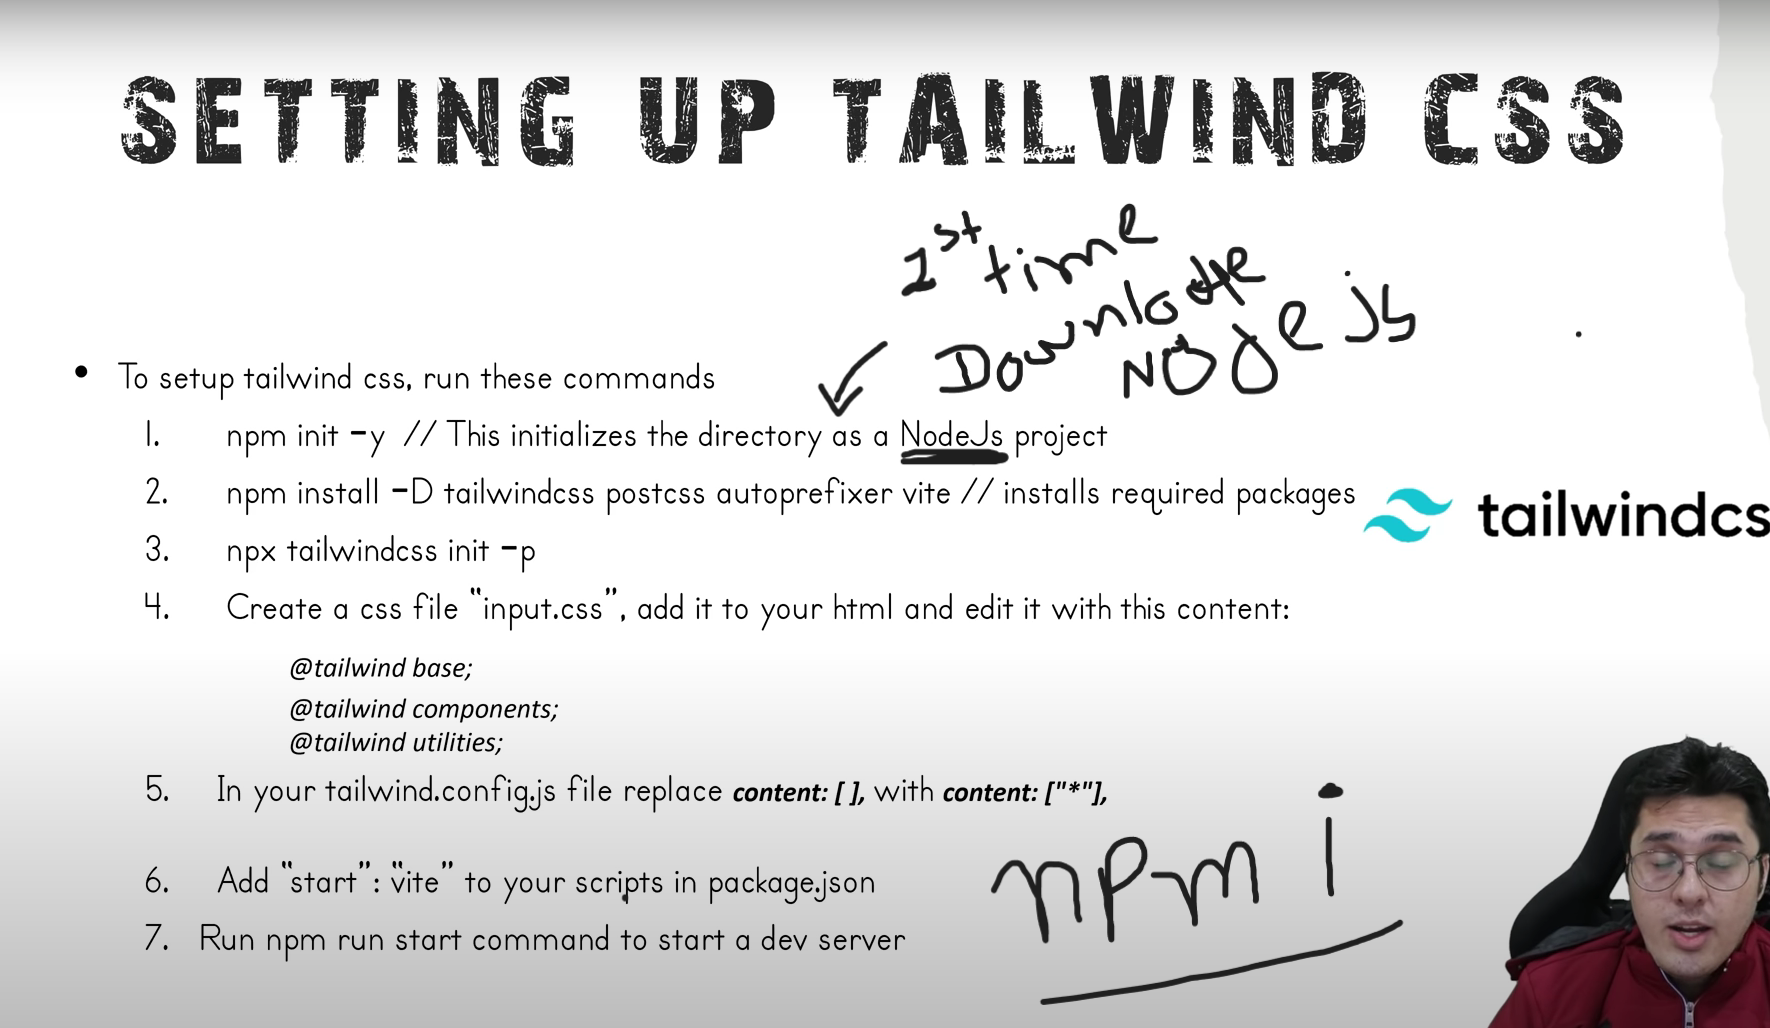 SETTING UP TAILWIND CSS
1st time
Downlode
Node js
• To setup tailwind css, run these commands
1. npm init -y // This initializes the directory as a NodeJs project
2. npm install -D tailwindcss postcss autoprefixer vite // installs required packages
tailwindcs
3. npx tailwindcss init -p
4. Create a css file "input.css", add it to your html and edit it with this content:
@tailwind base;
@tailwind components;
@tailwind utilities;
5. In your tailwind.config.js file replace content: [ ], with content: ["*"],
6. Add "start": "vite" to your scripts in package.json
7. Run npm run start command to start a dev server
npm i